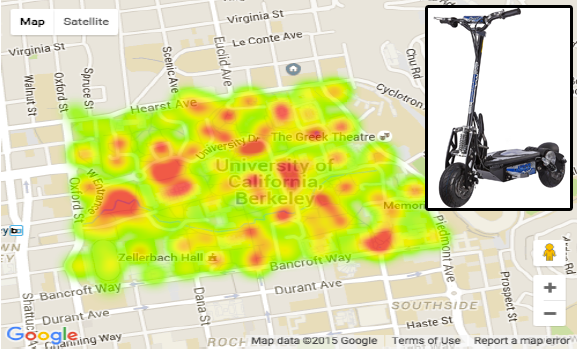 Map Satellite
Virginia St
Le Conte Ave
Virginia St
Euclid Ave
Scenic Ave
Spruce St
Oxford St
Walnut St
Chu Rd
Cyclotron
Hearst Ave
University Dr
The Greek Theatre
University of
California,
Berkeley
W Entrance
Oxford St
Memor
Zellerbach Hall
Bancroft Way
Piedmont Ave
Bancroft Way
Durant Ave
Dana St
Durant Ave
SOUTHSIDE
Prospect St
Shattuck
Haste St
Channing Way
ROCH
Google
Map data ©2015 Google Terms of Use Report a map error